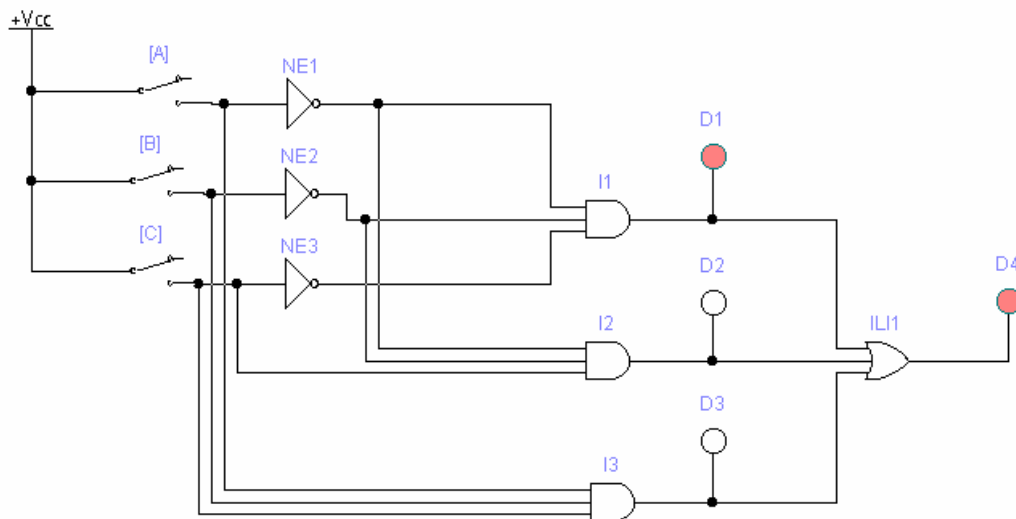 +Vcc
[A]
NE1
D1
[B]
NE2
I1
[C]
NE3
D2
D4
I2
ILI1
D3
I3